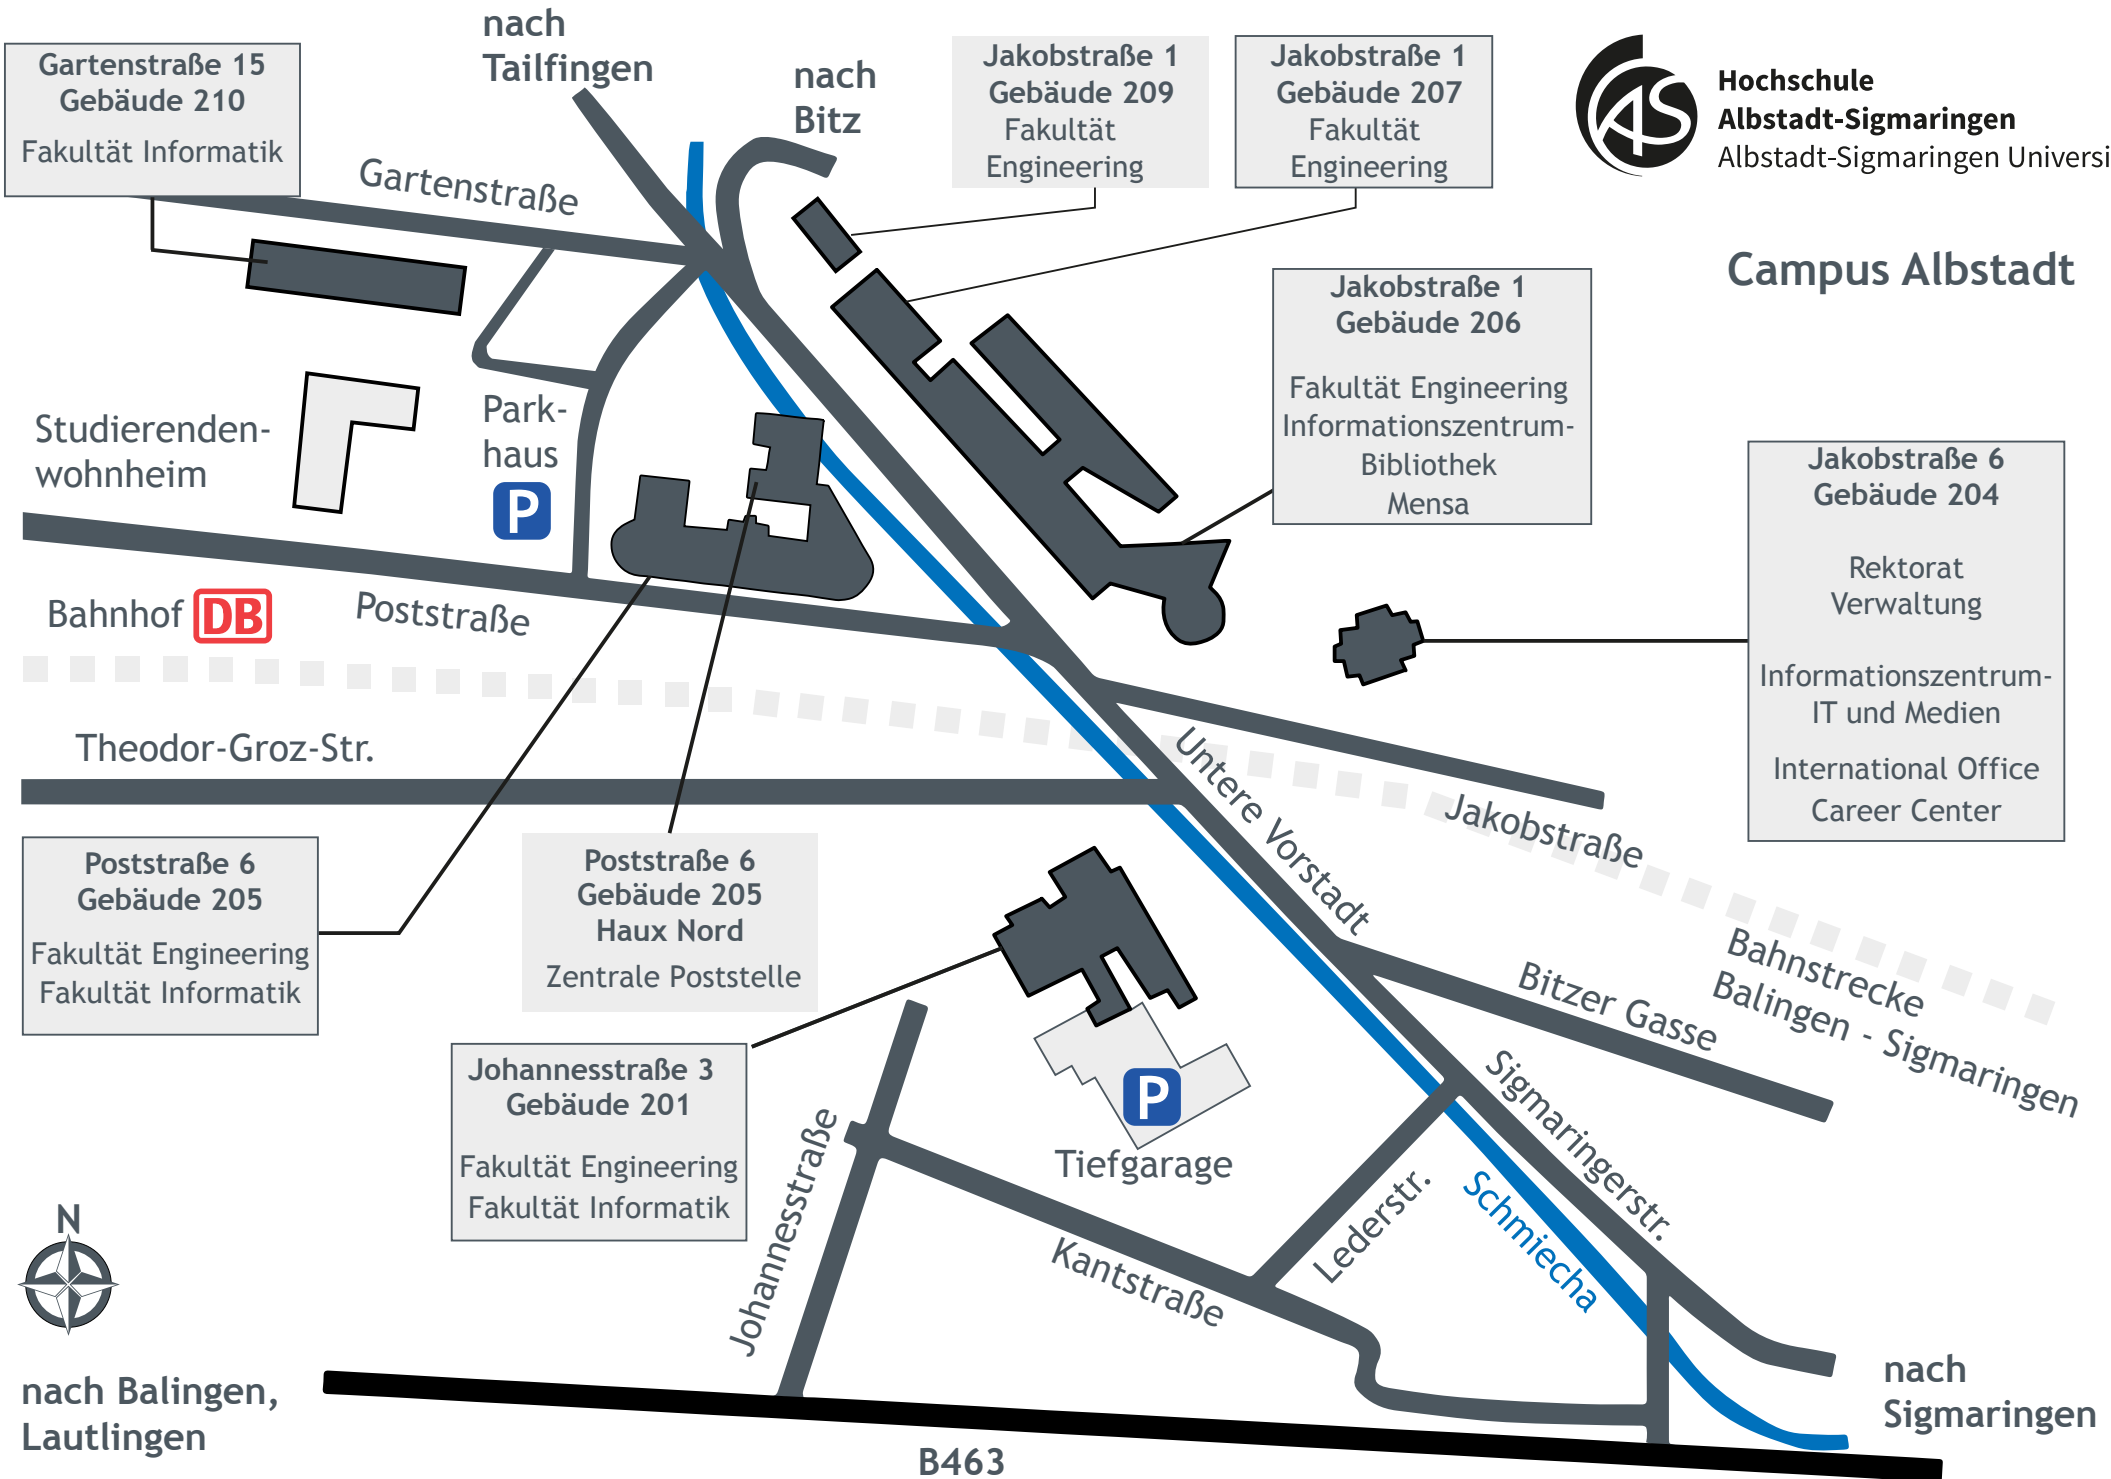 nach
Tailfingen
nach
Bitz
Gartenstraße 15
Gebäude 210
Fakultät Informatik
Gartenstraße
Jakobstraße 1
Gebäude 209
Fakultät
Engineering
Jakobstraße 1
Gebäude 207
Fakultät
Engineering
AS
Hochschule
Albstadt-Sigmaringen
Albstadt-Sigmaringen Universi
Campus Albstadt
Jakobstraße 1
Gebäude 206
Fakultät Engineering
Informationszentrum-
Bibliothek
Mensa
Studierenden-
wohnheim
Park-
haus
P
Jakobstraße 6
Gebäude 204
Rektorat
Verwaltung
Informationszentrum-
IT und Medien
International Office
Career Center
Bahnhof DB
Poststraße
Theodor-Groz-Str.
Untere Vorstadt
Jakobstraße
Poststraße 6
Gebäude 205
Fakultät Engineering
Fakultät Informatik
Poststraße 6
Gebäude 205
Haux Nord
Zentrale Poststelle
Bahnstrecke
Balingen - Sigmaringen
Bitzer Gasse
Johannesstraße 3
Gebäude 201
Fakultät Engineering
Fakultät Informatik
P
Tiefgarage
Johannesstraße
Kantstraße
Lederstr.
Schmiecha
Sigmaringerstr.
N
nach Balingen,
Lautlingen
B463
nach
Sigmaringen